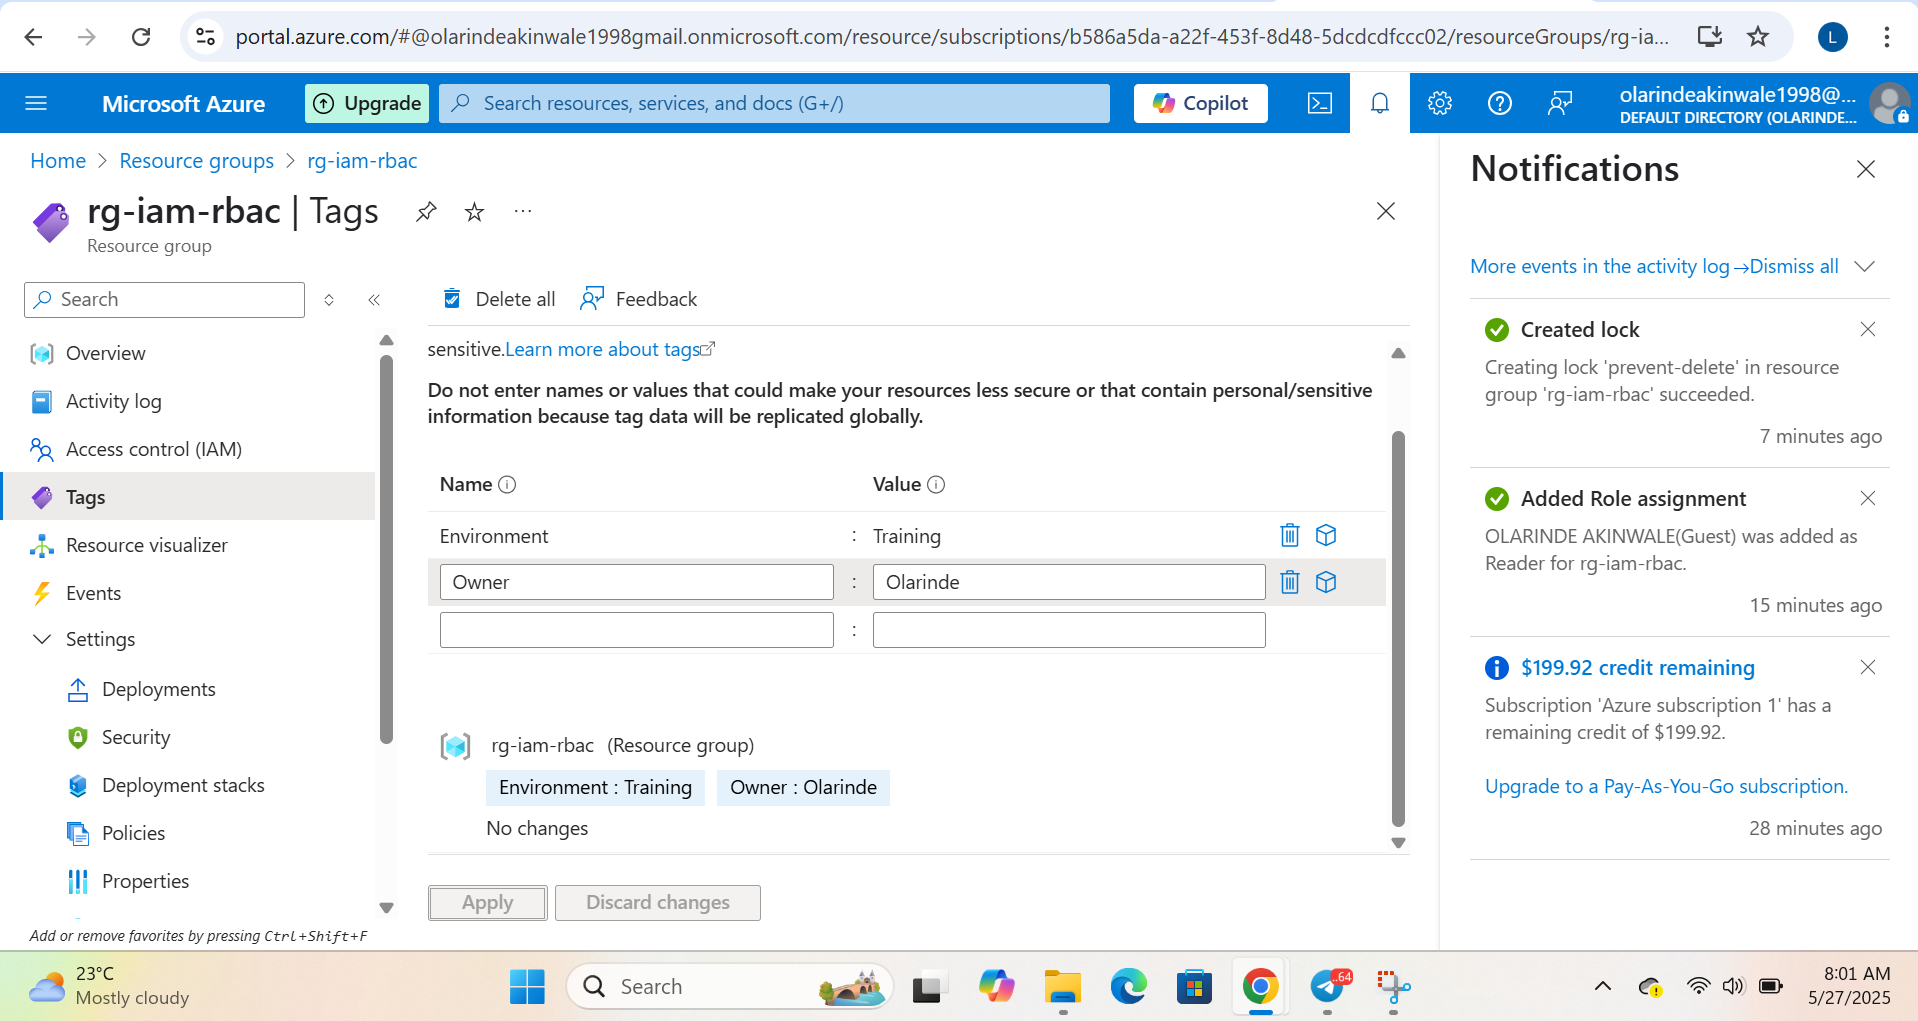 portal.azure.com/#@olarindeakinwale1998gmail.onmicrosoft.com/resource/subscriptions/b586a5da-a22f-453f-8d48-5dcdcdfccc02/resourceGroups/rg-ia...
L
Microsoft Azure
Upgrade
Search resources, services, and docs (G+/)
Copilot
olarindeakinwale1998@...
DEFAULT DIRECTORY (OLARINDE...
Home > Resource groups > rg-iam-rbac
rg-iam-rbac | Tags
Resource group
Search
Overview
Activity log
Access control (IAM)
Tags
Resource visualizer
Events
Settings
Deployments
Security
Deployment stacks
Policies
Properties
Add or remove favorites by pressing Ctrl+Shift+F
Delete all
Feedback
sensitive.Learn more about tags
Do not enter names or values that could make your resources less secure or that contain personal/sensitive
information because tag data will be replicated globally.
Name Value
Environment : Training
Owner : Olarinde
:
rg-iam-rbac (Resource group)
Environment : Training Owner : Olarinde
No changes
Apply Discard changes
Notifications
More events in the activity log→ Dismiss all
Created lock
Creating lock 'prevent-delete' in resource
group 'rg-iam-rbac' succeeded.
7 minutes ago
Added Role assignment
OLARINDE AKINWALE(Guest) was added as
Reader for rg-iam-rbac.
15 minutes ago
$199.92 credit remaining
Subscription 'Azure subscription 1' has a
remaining credit of $199.92.
Upgrade to a Pay-As-You-Go subscription.
28 minutes ago
23°C
Mostly cloudy
Search
64
8:01 AM
5/27/2025